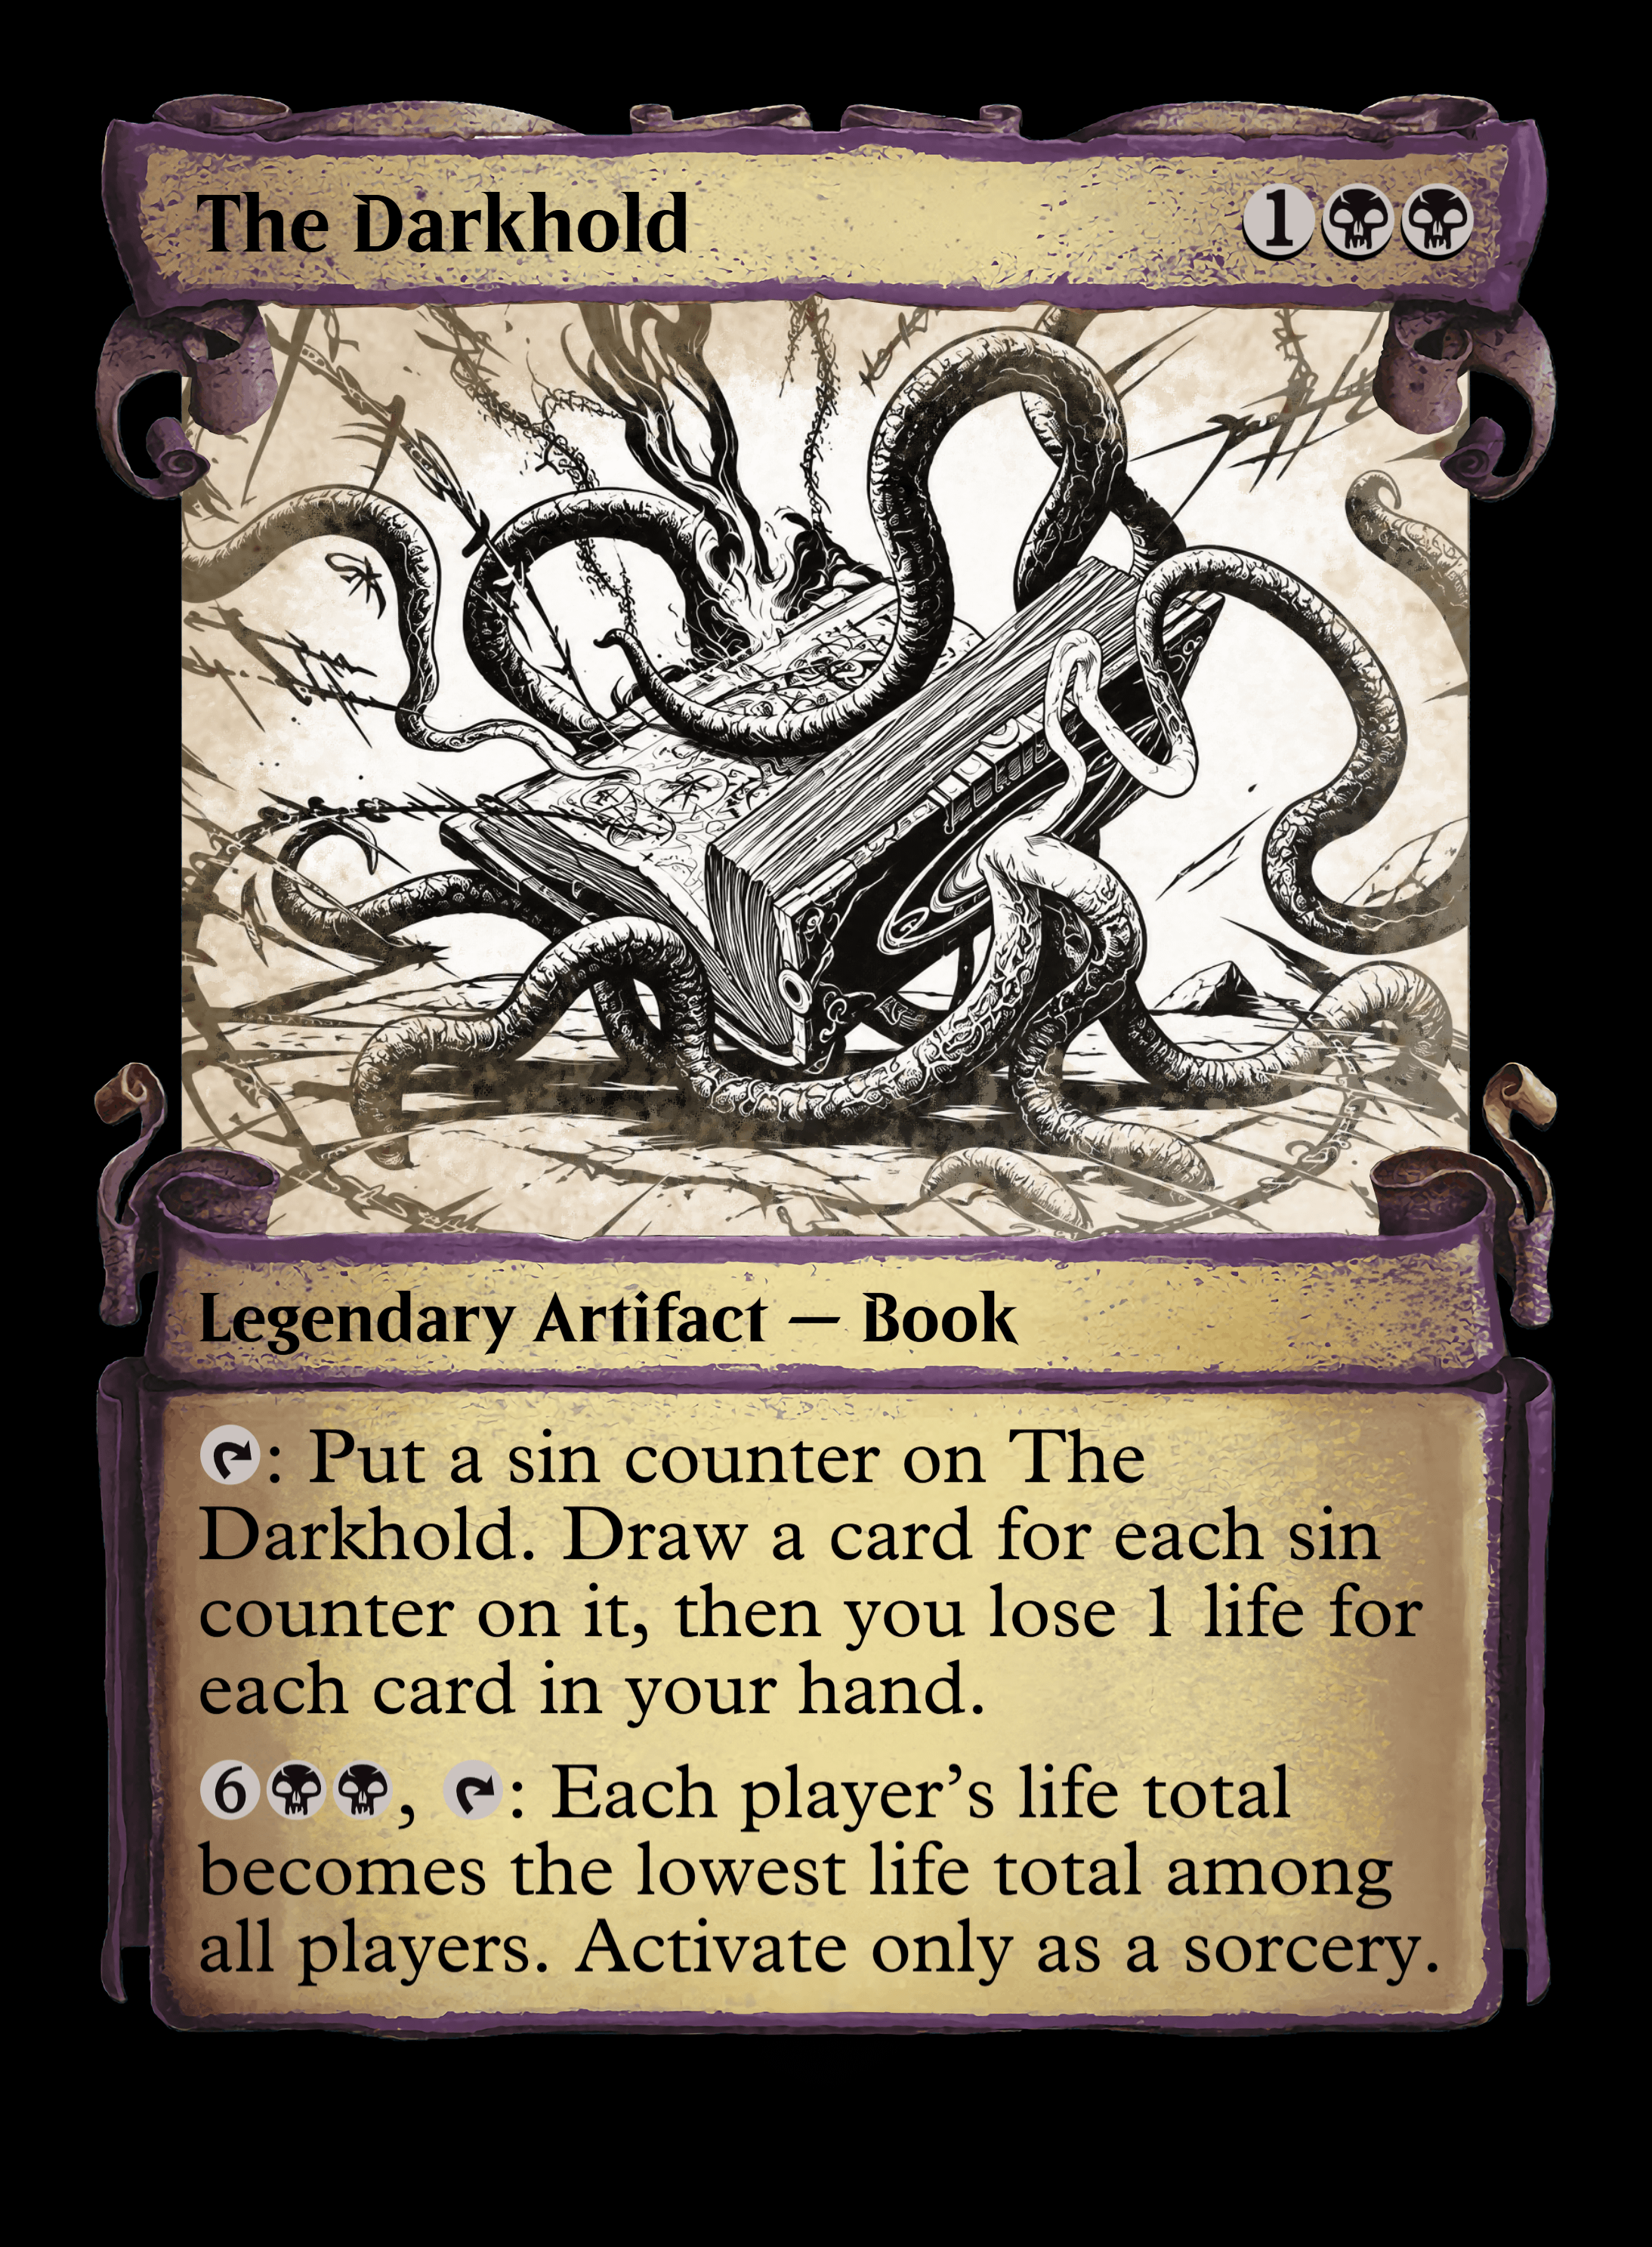 The Darkhold 1
Legendary Artifact — Book
: Put a sin counter on The
Darkhold. Draw a card for each sin
counter on it, then you lose 1 life for
each card in your hand.
6, : Each player’s life total
becomes the lowest life total among
all players. Activate only as a sorcery.